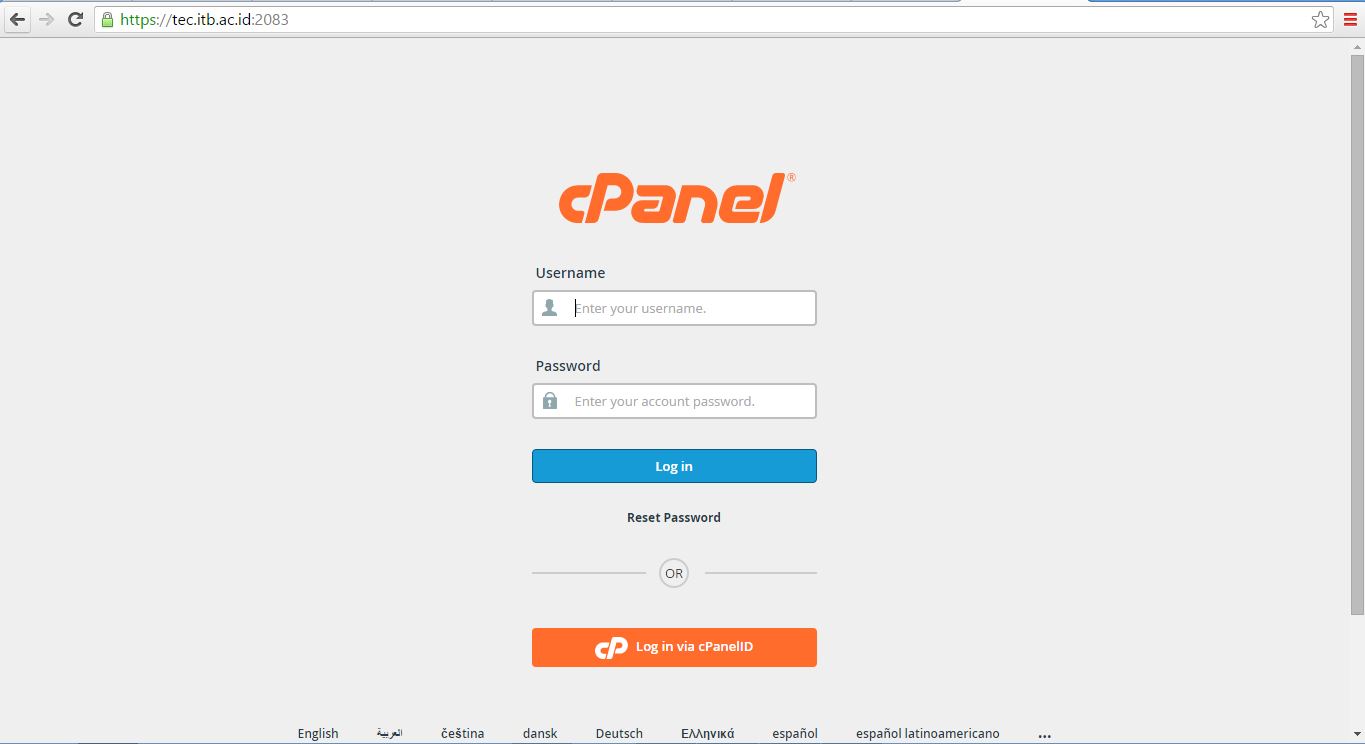 https://tec.itb.ac.id:2083
cPanel®
Username
Enter your username.
Password
Enter your account password.
Log in
Reset Password
OR
cP Log in via cPanelID
English العربية čeština dansk Deutsch Ελληνικά español español latinoamericano ...